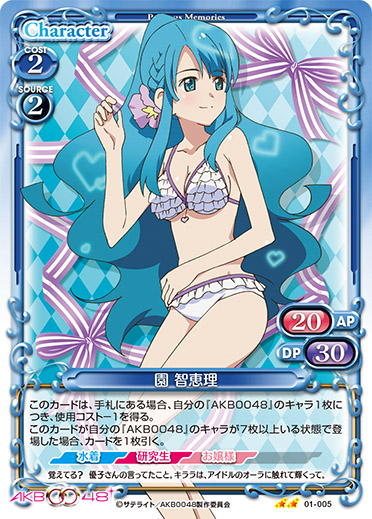 Precious Memories
Character
COST
2
SOURCE
2
20 AP
DP 30
園 智恵理
このカードは、手札にある場合、自分の「AKB0048」のキャラ1枚に
つき、使用コスト−1を得る。
このカードが自分の「AKB0048」のキャラが7枚以上いる状態で登
場した場合、カードを1枚引く。
水着 研究生 お嬢様
覚えてる? 優子さんの言ってたこと。キララは、アイドルのオーラに触れて輝くって。
AKB0048
©サテライト/AKB0048製作委員会
01-005